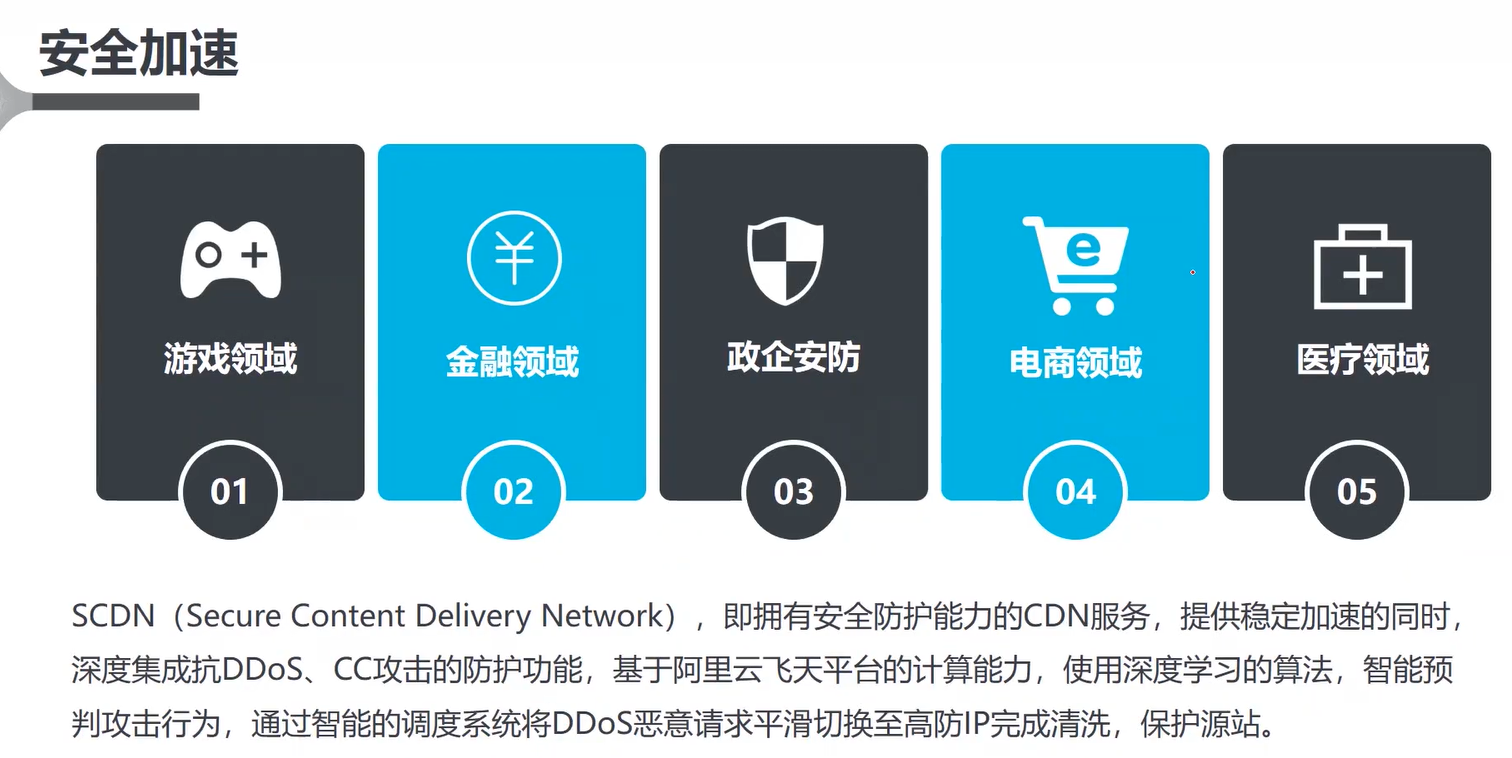 安全加速
游戏领域
金融领域
政企安防
电商领域
医疗领域
01
02
03
04
05
SCDN（Secure Content Delivery Network），即拥有安全防护能力的CDN服务，提供稳定加速的同时，
深度集成抗DDoS、CC攻击的防护功能，基于阿里云飞天平台的计算能力，使用深度学习的算法，智能预
判攻击行为，通过智能的调度系统将DDoS恶意请求平滑切换至高防IP完成清洗，保护源站。